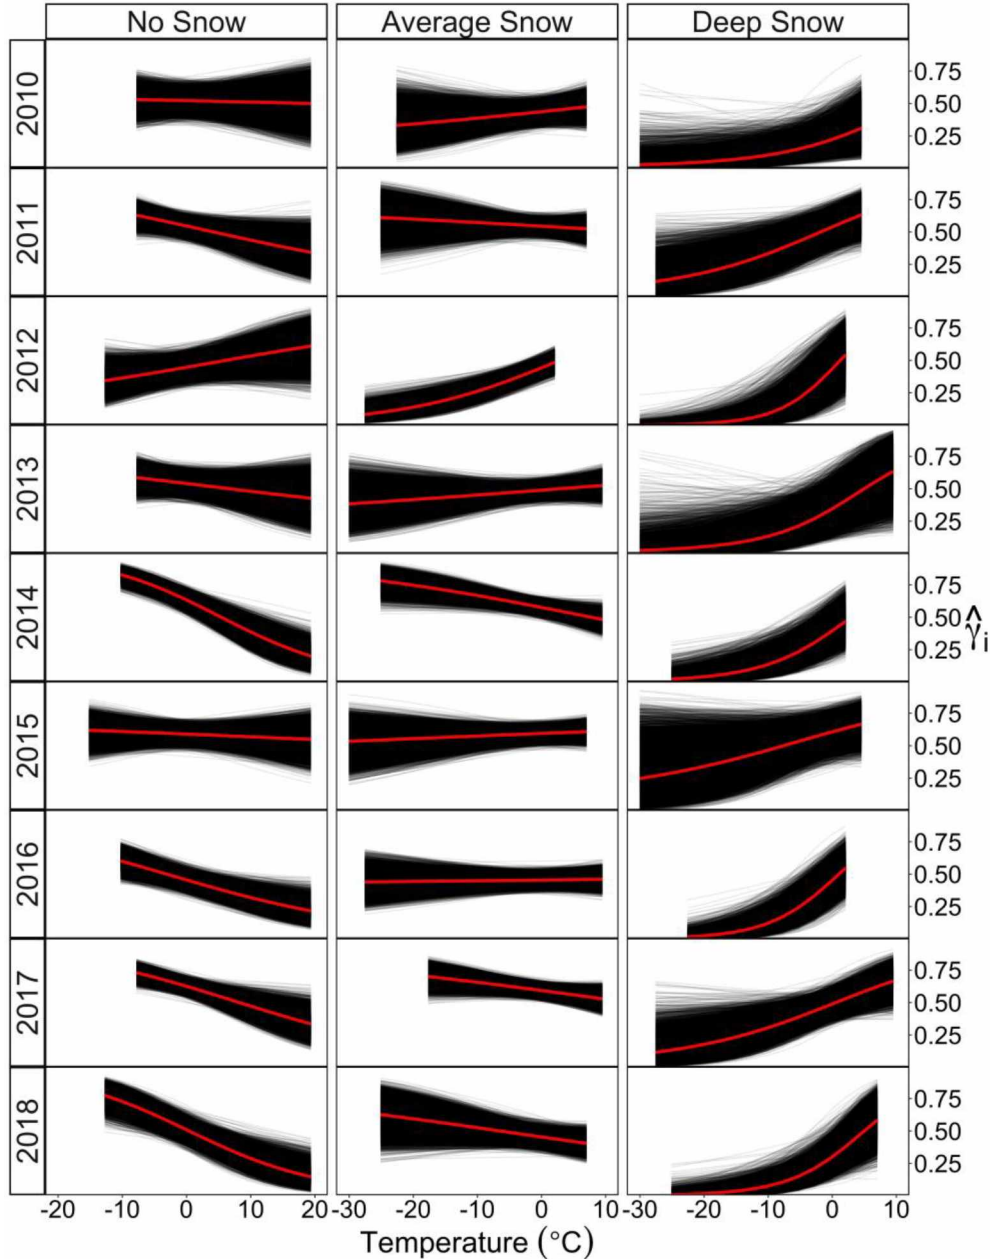 No Snow Average Snow Deep Snow
2010 0.75 0.50 0.25
2011 0.75 0.50 0.25
2012 0.75 0.50 0.25
2013 0.75 0.50 0.25
2014 0.75 0.50 0.25
γ̂i
2015 0.75 0.50 0.25
2016 0.75 0.50 0.25
2017 0.75 0.50 0.25
2018 0.75 0.50 0.25
-20 -10 0 10 20 -30 -20 -10 0 -30 -20 -10 0 10
Temperature (°C)